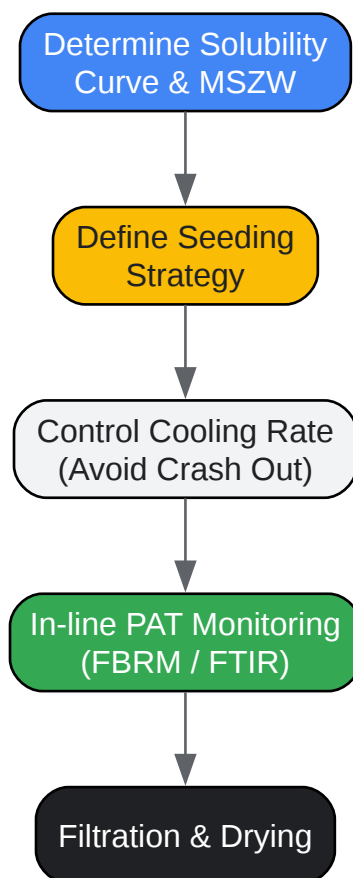 Determine Solubility
Curve & MSZW
Define Seeding
Strategy
Control Cooling Rate
(Avoid Crash Out)
In-line PAT Monitoring
(FBRM / FTIR)
Filtration & Drying